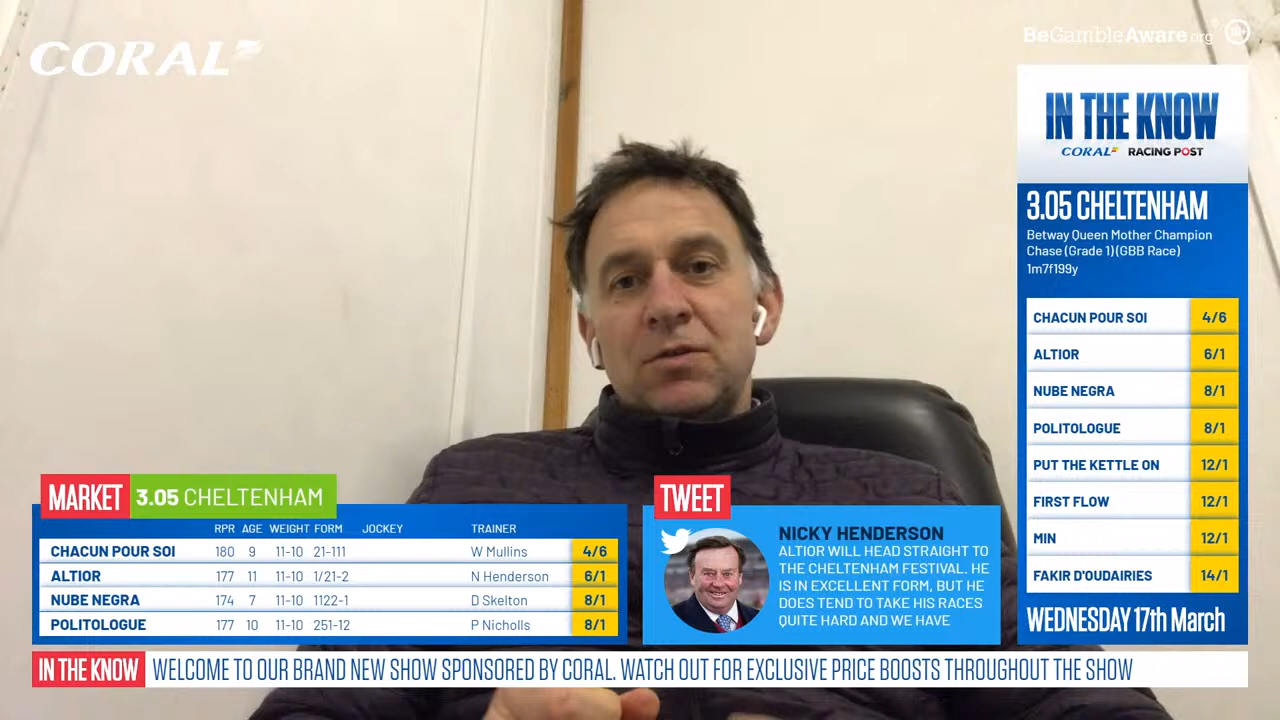 CORAL
BeGambleAware.org 18+
IN THE KNOW
CORAL RACING POST
3.05 CHELTENHAM
Betway Queen Mother Champion
Chase (Grade 1) (GBB Race)
1m7f199y
CHACUN POUR SOI 4/6
ALTIOR 6/1
NUBE NEGRA 8/1
POLITOLOGUE 8/1
PUT THE KETTLE ON 12/1
FIRST FLOW 12/1
MIN 12/1
FAKIR D'OUDAIRIES 14/1
WEDNESDAY 17th March
MARKET 3.05 CHELTENHAM
RPR AGE WEIGHT FORM JOCKEY TRAINER
CHACUN POUR SOI 180 9 11-10 21-111 W Mullins 4/6
ALTIOR 177 11 11-10 1/21-2 N Henderson 6/1
NUBE NEGRA 174 7 11-10 1122-1 D Skelton 8/1
POLITOLOGUE 177 10 11-10 251-12 P Nicholls 8/1
TWEET
NICKY HENDERSON
ALTIOR WILL HEAD STRAIGHT TO
THE CHELTENHAM FESTIVAL. HE
IS IN EXCELLENT FORM, BUT HE
DOES TEND TO TAKE HIS RACES
QUITE HARD AND WE HAVE
IN THE KNOW WELCOME TO OUR BRAND NEW SHOW SPONSORED BY CORAL. WATCH OUT FOR EXCLUSIVE PRICE BOOSTS THROUGHOUT THE SHOW